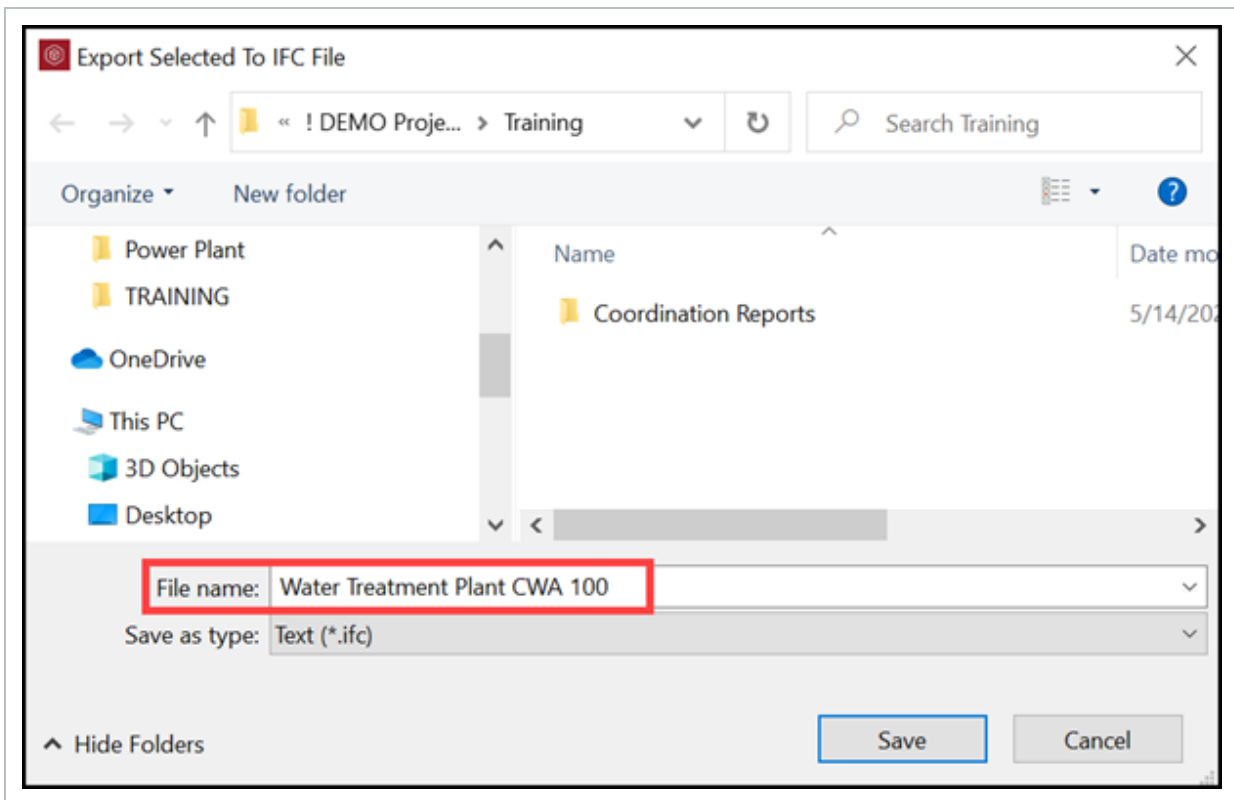 Export Selected To IFC File
« ! DEMO Proje... > Training
Search Training
Organize
New folder
Power Plant
TRAINING
OneDrive
This PC
3D Objects
Desktop
Name
Date mo
Coordination Reports
5/14/202
File name: Water Treatment Plant CWA 100
Save as type: Text (*.ifc)
Hide Folders
Save
Cancel